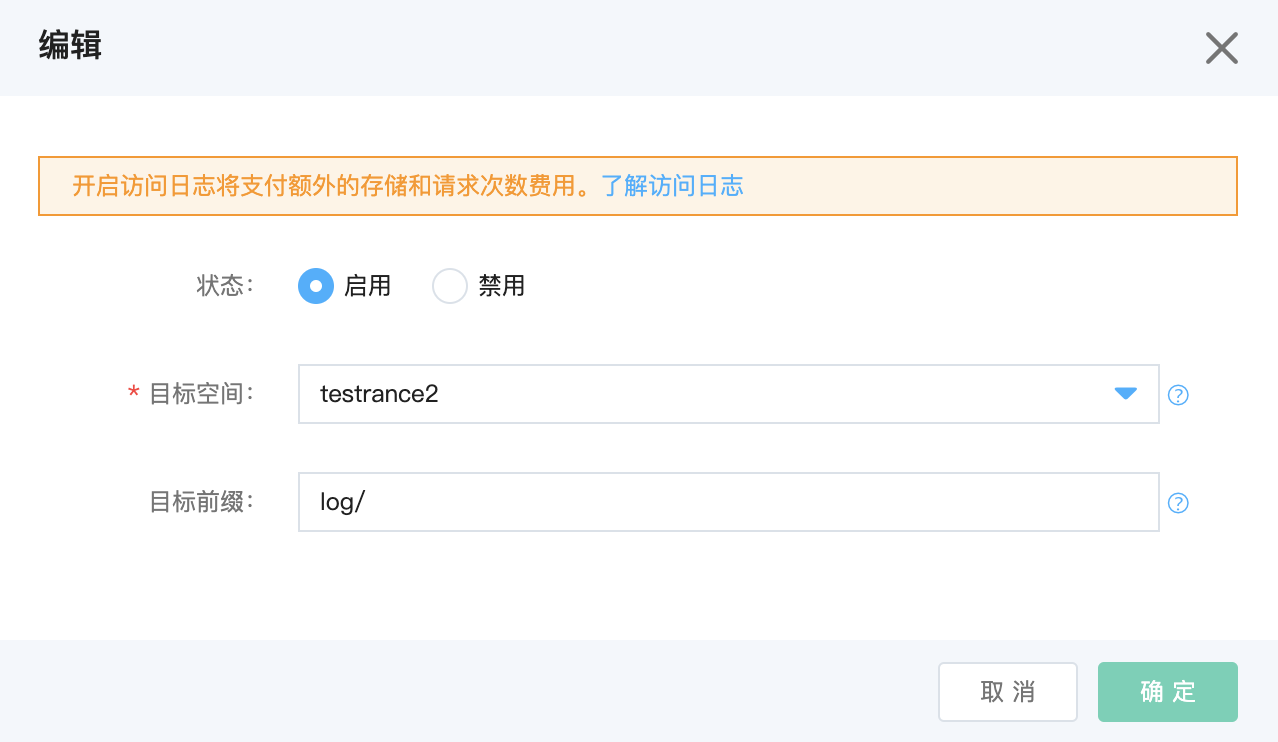 编辑
开启访问日志将支付额外的存储和请求次数费用。了解访问日志
状态: 启用 禁用
* 目标空间: testrance2
目标前缀: log/
取 消 确 定